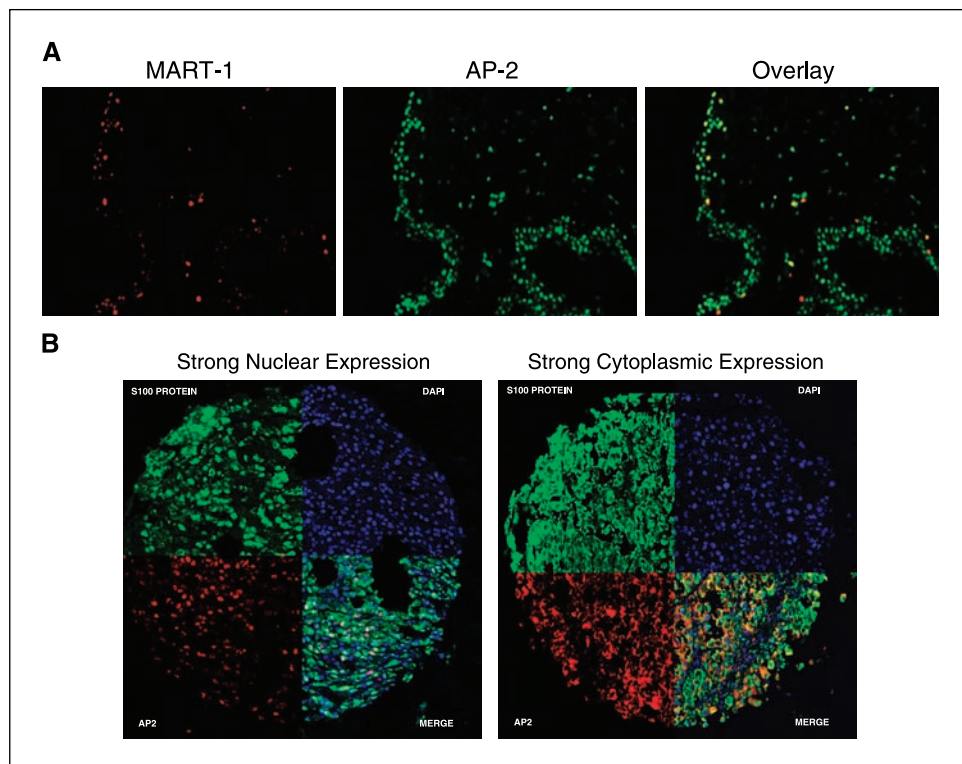 A
MART-1
AP-2
Overlay
B
Strong Nuclear Expression
Strong Cytoplasmic Expression
S100 PROTEIN
DAPI
AP2
MERGE
S100 PROTEIN
DAPI
AP2
MERGE